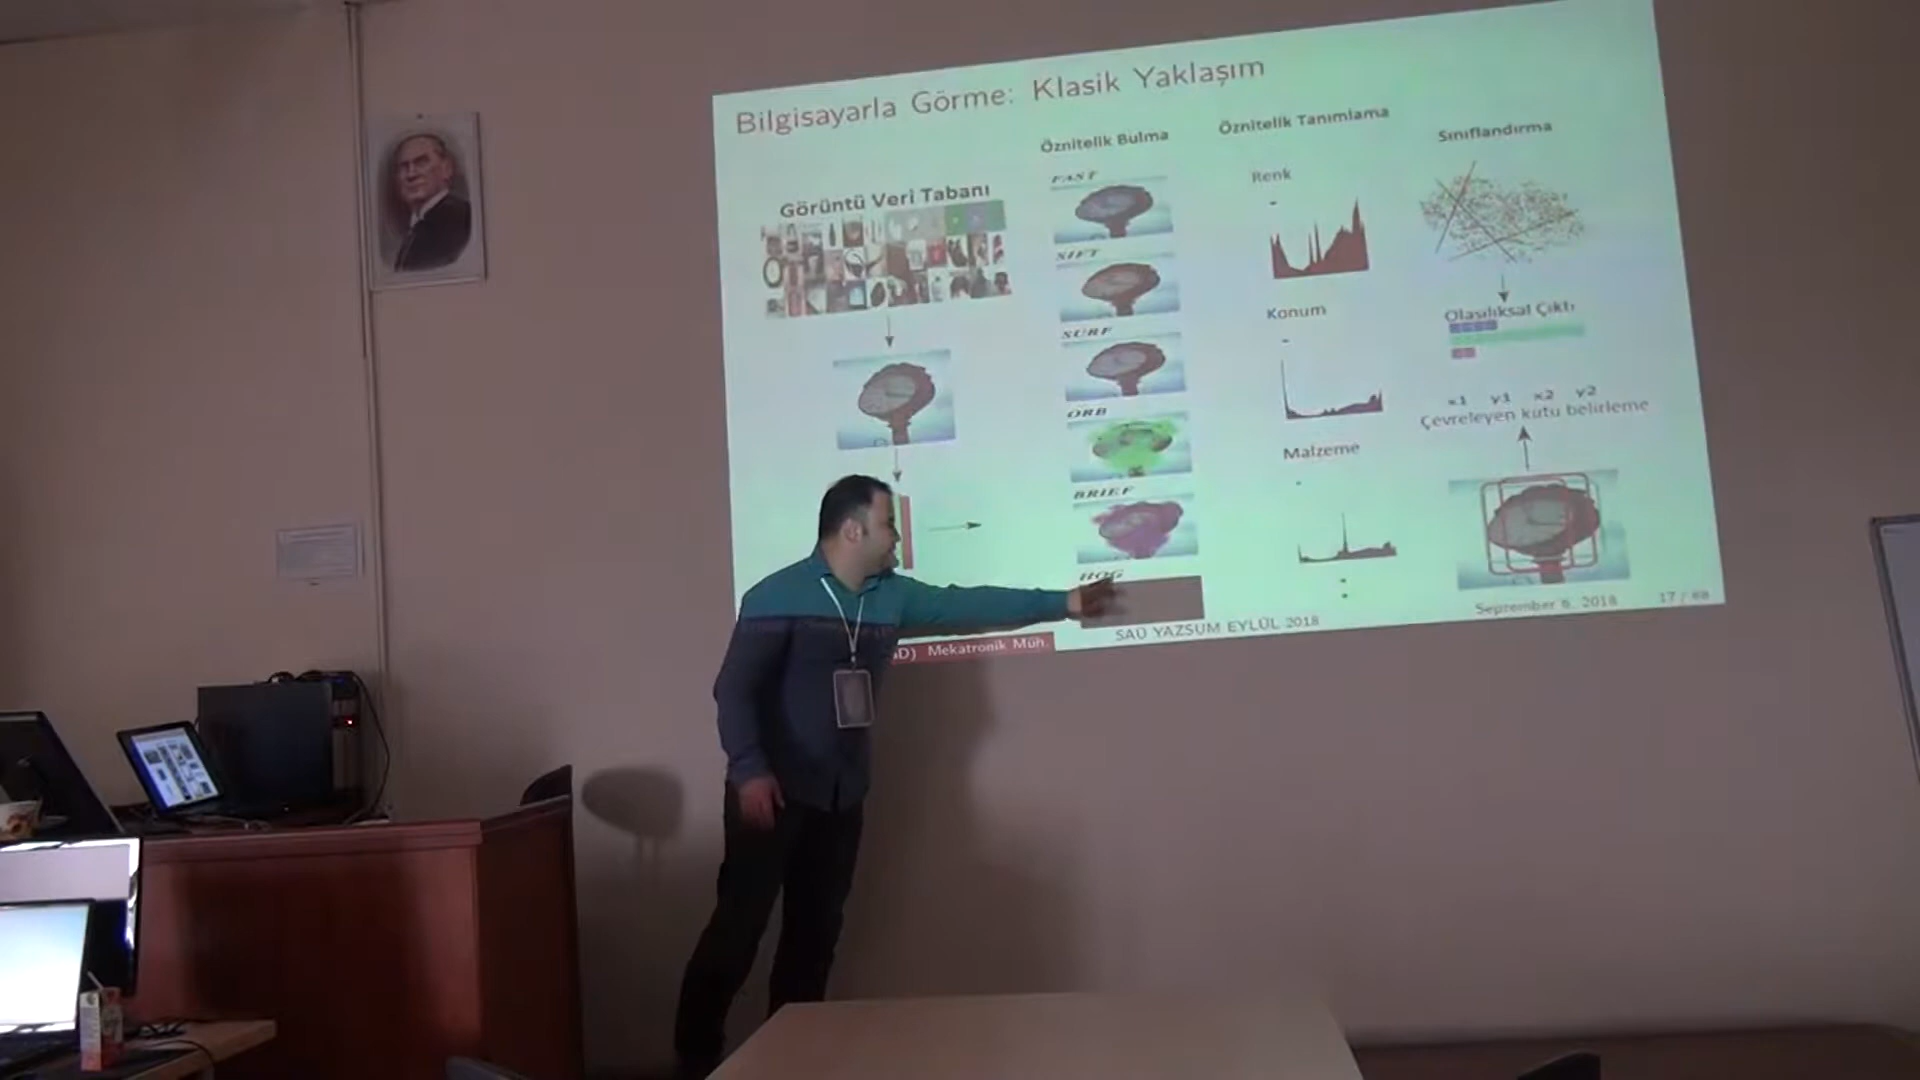 Bilgisayarla Görme: Klasik Yaklaşım
Görüntü Veri Tabanı
Öznitelik Bulma
FAST
SIFT
SURF
ORB
BRIEF
HOG
Öznitelik Tanımlama
Renk
Konum
Malzeme
Sınıflandırma
Olasılıksal Çıktı
x1 y1 x2 y2
Çevreleyen kutu belirleme
Mekatronik Müh.
SAÜ YAZSUM EYLÜL 2018
September 6, 2018
17 /